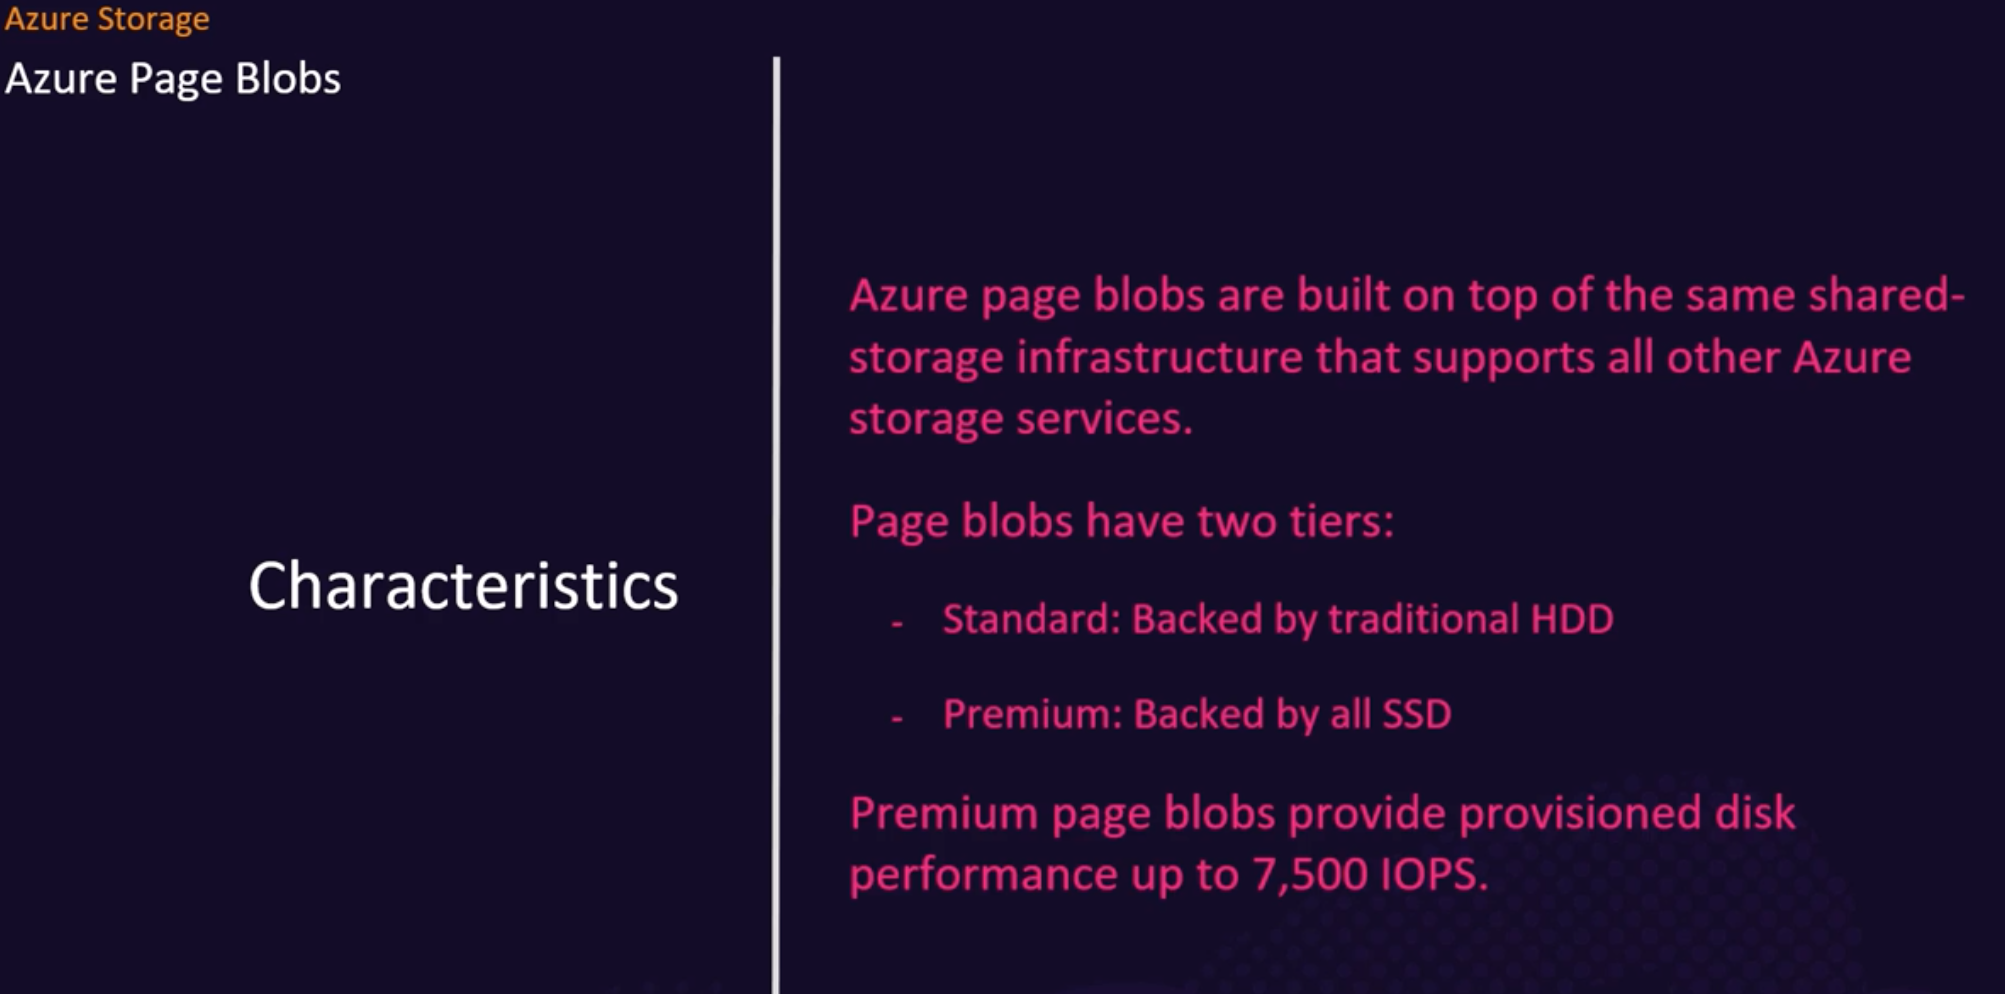 Azure Storage
Azure Page Blobs
Characteristics
Azure page blobs are built on top of the same shared-
storage infrastructure that supports all other Azure
storage services.
Page blobs have two tiers:
- Standard: Backed by traditional HDD
- Premium: Backed by all SSD
Premium page blobs provide provisioned disk
performance up to 7,500 IOPS.